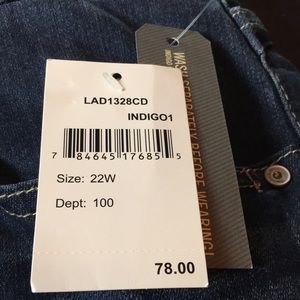 LAD1328CD
INDIGO1
7 84645 17685 5
Size: 22W
Dept: 100
78.00
WASH SEPARATELY BEFORE WEARING!